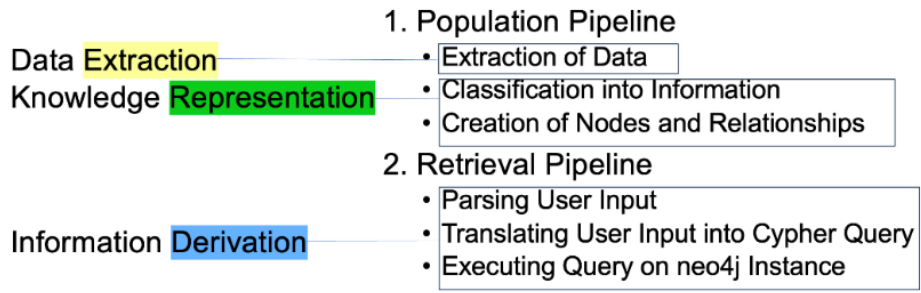 1. Population Pipeline
Data Extraction
• Extraction of Data
Knowledge Representation
• Classification into Information
• Creation of Nodes and Relationships
2. Retrieval Pipeline
• Parsing User Input
Information Derivation
• Translating User Input into Cypher Query
• Executing Query on neo4j Instance